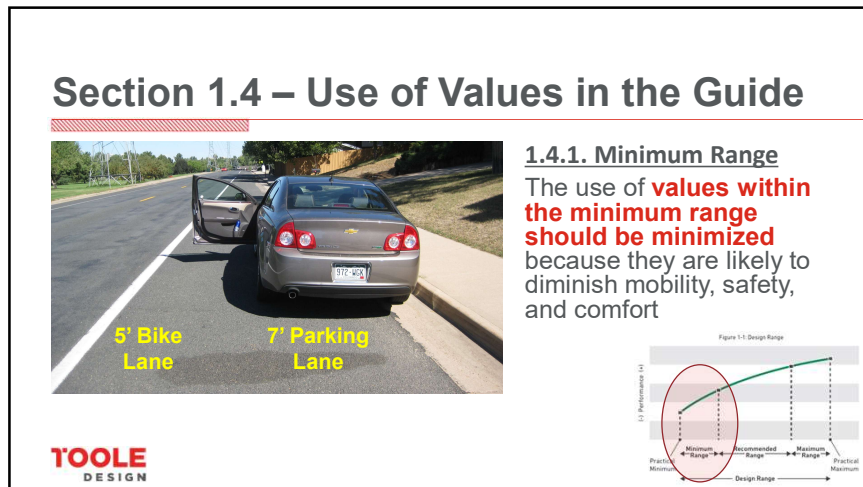 Section 1.4 – Use of Values in the Guide
972·WGK
5' Bike
Lane
7' Parking
Lane
1.4.1. Minimum Range
The use of values within
the minimum range
should be minimized
because they are likely to
diminish mobility, safety,
and comfort
Figure 1-1: Design Range
(-) Performance (+)
Minimum
Range
Recommended
Range
Maximum
Range
Practical
Minimum
Practical
Maximum
Design Range
TOOLE
DESIGN